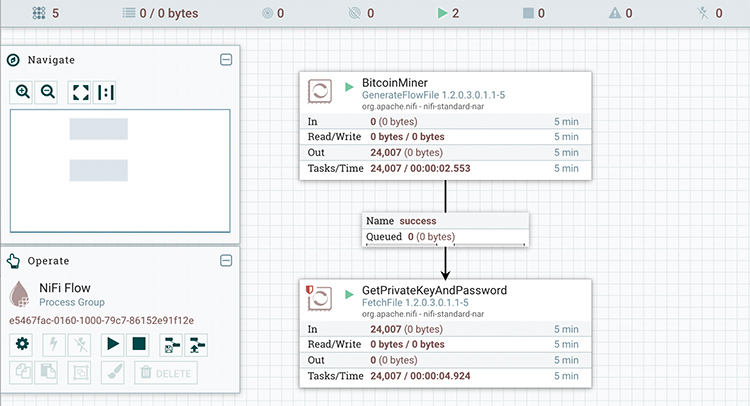 5 0 / 0 bytes 0 0 2 0 0 0
Navigate
Operate
NiFi Flow
Process Group
e5467fac-0160-1000-79c7-86152e91f12e
DELETE
BitcoinMiner
GenerateFlowFile 1.2.0.3.0.1.1-5
org.apache.nifi - nifi-standard-nar
In 0 (0 bytes) 5 min
Read/Write 0 bytes / 0 bytes 5 min
Out 24,007 (0 bytes) 5 min
Tasks/Time 24,007 / 00:00:02.553 5 min
Name success
Queued 0 (0 bytes)
GetPrivateKeyAndPassword
FetchFile 1.2.0.3.0.1.1-5
org.apache.nifi - nifi-standard-nar
In 24,007 (0 bytes) 5 min
Read/Write 0 bytes / 0 bytes 5 min
Out 0 (0 bytes) 5 min
Tasks/Time 24,007 / 00:00:04.924 5 min